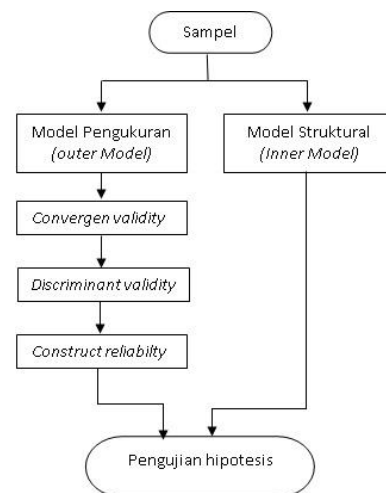 Sampel
Model Pengukuran
(outer Model)
Model Struktural
(Inner Model)
Convergen validity
Discriminant validity
Construct reliabilty
Pengujian hipotesis